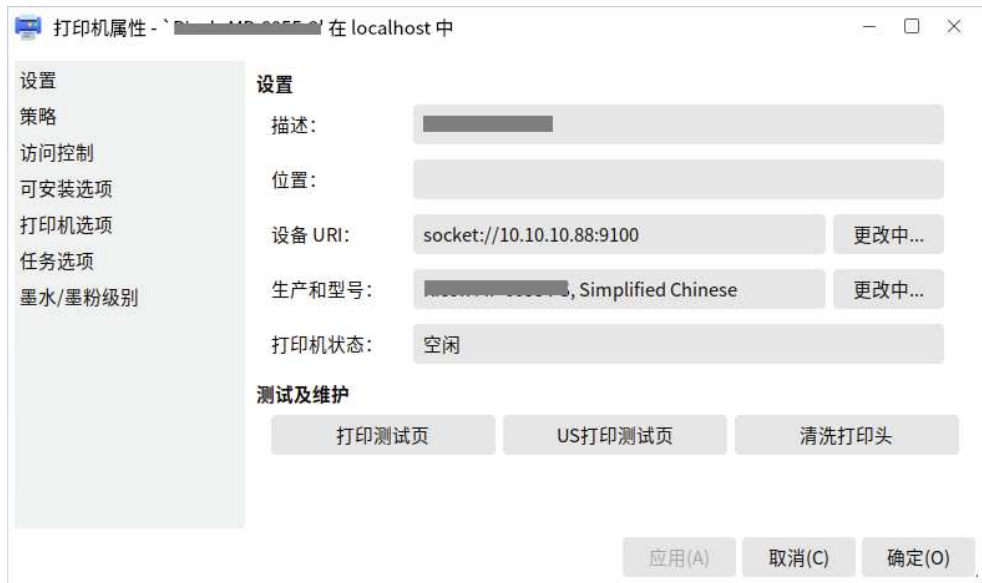 打印机属性 - ` 在 localhost 中
设置
策略
访问控制
可安装选项
打印机选项
任务选项
墨水/墨粉级别
设置
描述：
位置：
设备 URI： socket://10.10.10.88:9100 更改中...
生产和型号： , Simplified Chinese 更改中...
打印机状态： 空闲
测试及维护
打印测试页 US打印测试页 清洗打印头
应用(A) 取消(C) 确定(O)